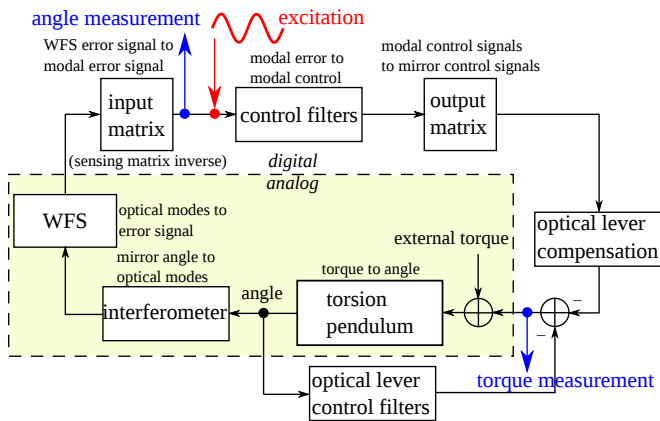 angle measurement
excitation
WFS error signal to
modal error signal
modal error to
modal control
modal control signals
to mirror control signals
input
matrix
control filters
output
matrix
(sensing matrix inverse)
digital
analog
WFS
optical modes to
error signal
optical lever
compensation
external torque
mirror angle to
optical modes
torque to angle
angle
interferometer
torsion
pendulum
−
−
optical lever
control filters
torque measurement